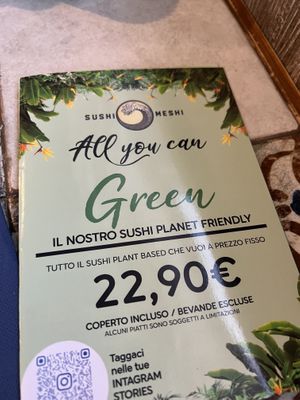 SUSHI MESHI
All you can
Green
IL NOSTRO SUSHI PLANET FRIENDLY
TUTTO IL SUSHI PLANT BASED CHE VUOI A PREZZO FISSO
22,90€
COPERTO INCLUSO / BEVANDE ESCLUSE
ALCUNI PIATTI SONO SOGGETTI A LIMITAZIONI
Taggaci
nelle tue
INTAGRAM
STORIES